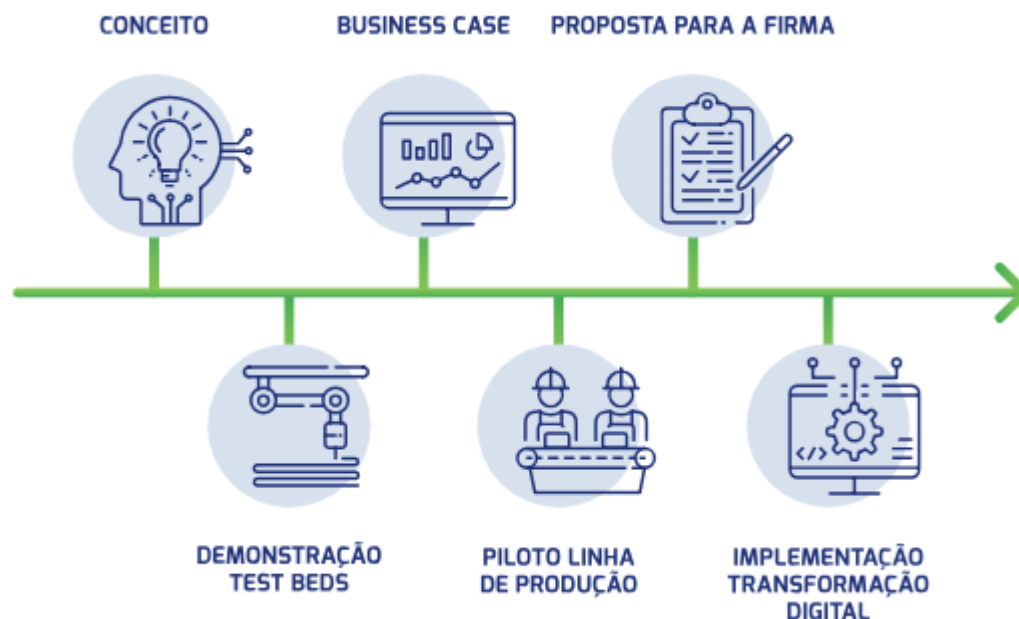 CONCEITO
BUSINESS CASE
PROPOSTA PARA A FIRMA
</>
DEMONSTRAÇÃO
TEST BEDS
PILOTO LINHA
DE PRODUÇÃO
IMPLEMENTAÇÃO
TRANSFORMAÇÃO
DIGITAL